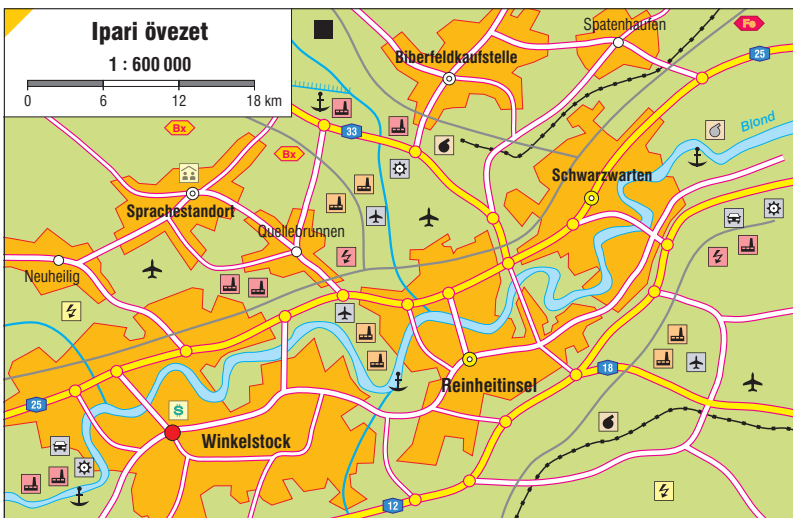 Ipari övezet
1 : 600 000
0 6 12 18 km
Spatenhaufen
Fe
Biberfeldkaufstelle
25
33
Bx
Bx
Blond
Schwarzwarten
Sprachestandort
Quellebrunnen
Neuheilig
S
18
Reinheitinsel
25
Winkelstock
12